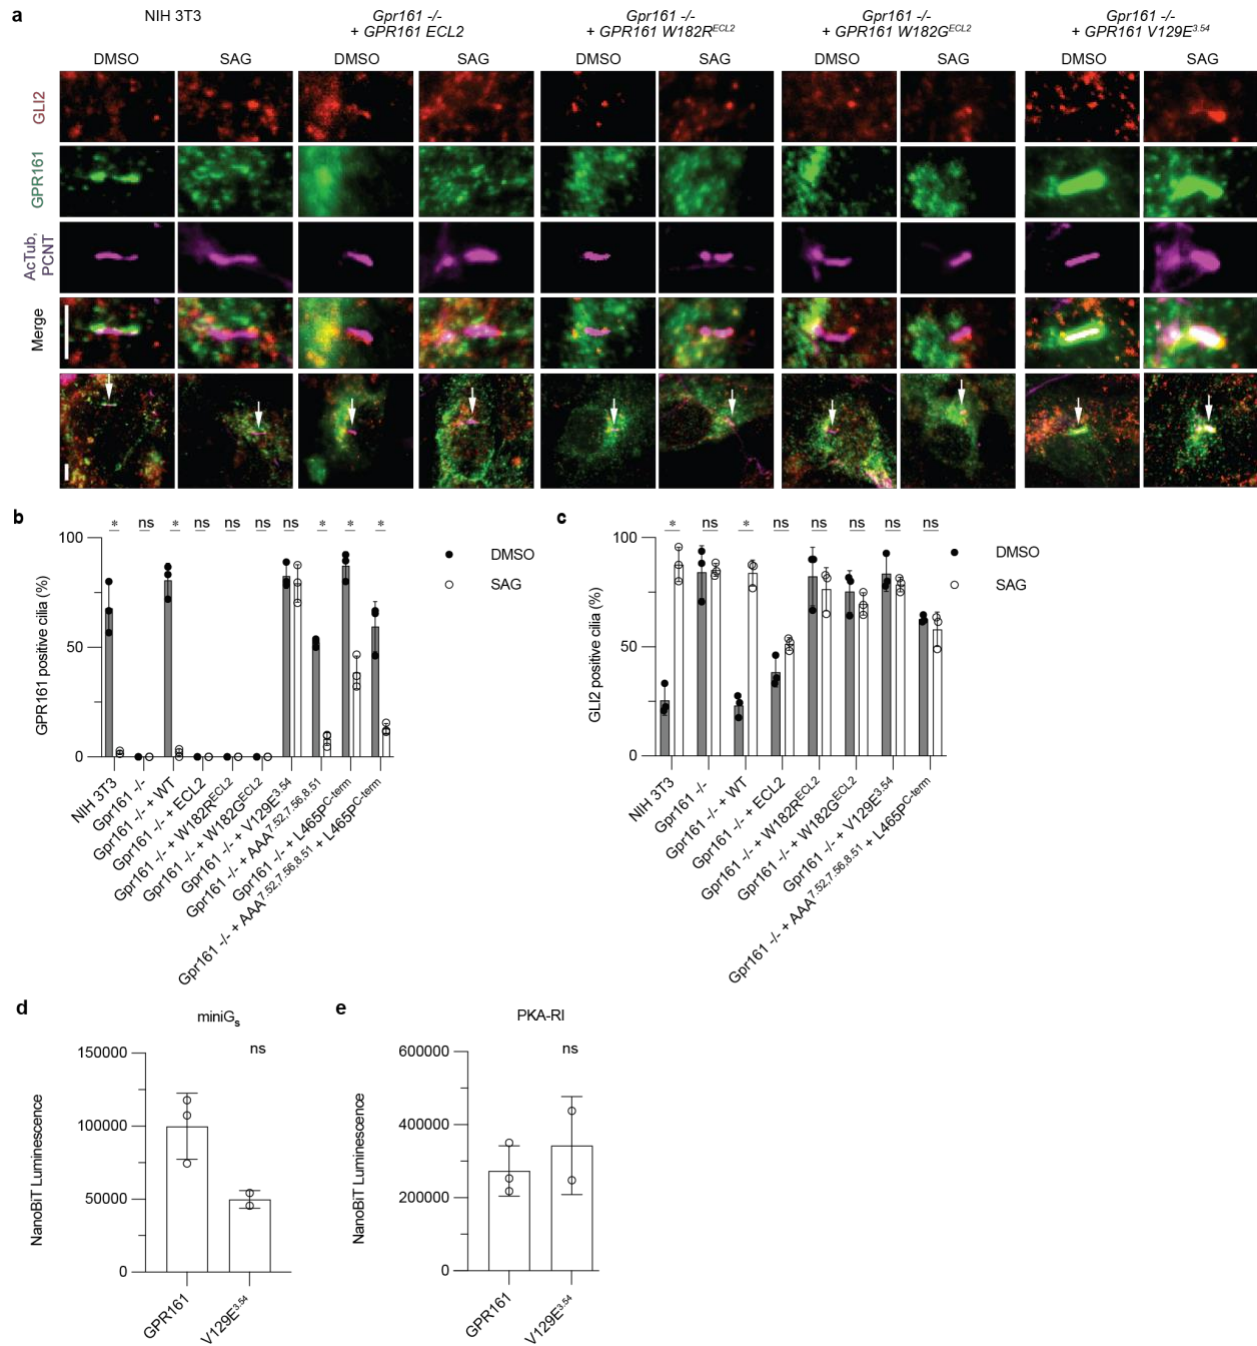 a
NIH 3T3
Gpr161 -/-
+ GPR161 ECL2
Gpr161 -/-
+ GPR161 W182R^ECL2
Gpr161 -/-
+ GPR161 W182G^ECL2
Gpr161 -/-
+ GPR161 V129E^3.54
DMSO SAG DMSO SAG DMSO SAG DMSO SAG DMSO SAG
GLI2
GPR161
AcTub,
PCNT
Merge
b
* ns * ns ns ns ns * * *
100
50
0
GPR161 positive cilia (%)
DMSO
SAG
NIH 3T3
Gpr161 -/-
Gpr161 -/- + WT
Gpr161 -/- + ECL2
Gpr161 -/- + W182R^ECL2
Gpr161 -/- + W182G^ECL2
Gpr161 -/- + V129E^3.54
Gpr161 -/- + AAA^7.52,7.56,8.51
Gpr161 -/- + L465P^C-term
Gpr161 -/- + AAA^7.52,7.56,8.51 + L465P^C-term
c
* ns * ns ns ns ns ns
100
50
0
GLI2 positive cilia (%)
DMSO
SAG
NIH 3T3
Gpr161 -/-
Gpr161 -/- + WT
Gpr161 -/- + ECL2
Gpr161 -/- + W182R^ECL2
Gpr161 -/- + W182G^ECL2
Gpr161 -/- + V129E^3.54
Gpr161 -/- + AAA^7.52,7.56,8.51 + L465P^C-term
d
miniGs
ns
150000
100000
50000
0
NanoBiT Luminescence
GPR161
V129E^3.54
e
PKA-RI
ns
600000
400000
200000
0
NanoBiT Luminescence
GPR161
V129E^3.54